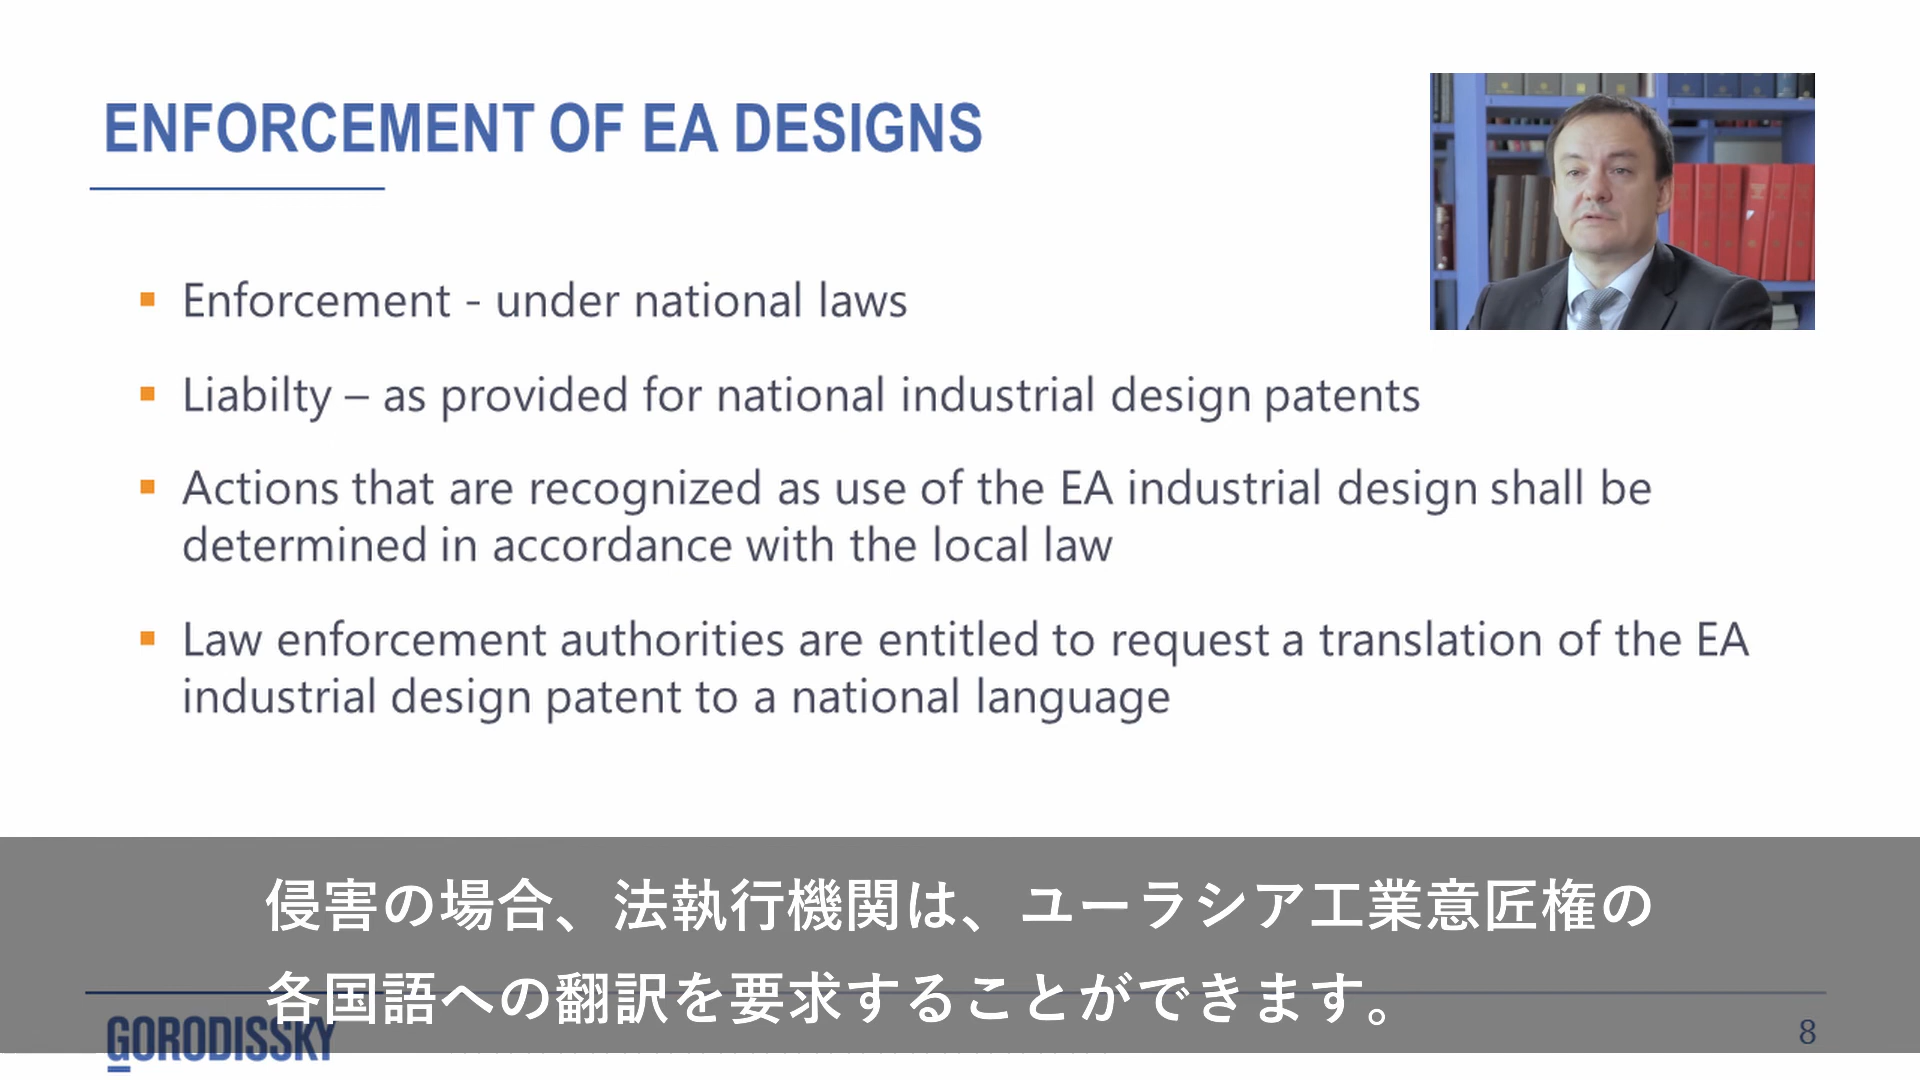 ENFORCEMENT OF EA DESIGNS
Enforcement - under national laws
Liabilty – as provided for national industrial design patents
Actions that are recognized as use of the EA industrial design shall be
determined in accordance with the local law
Law enforcement authorities are entitled to request a translation of the EA
industrial design patent to a national language
侵害の場合、法執行機関は、ユーラシア工業意匠権の
各国語への翻訳を要求することができます。
GORODISSKY
8